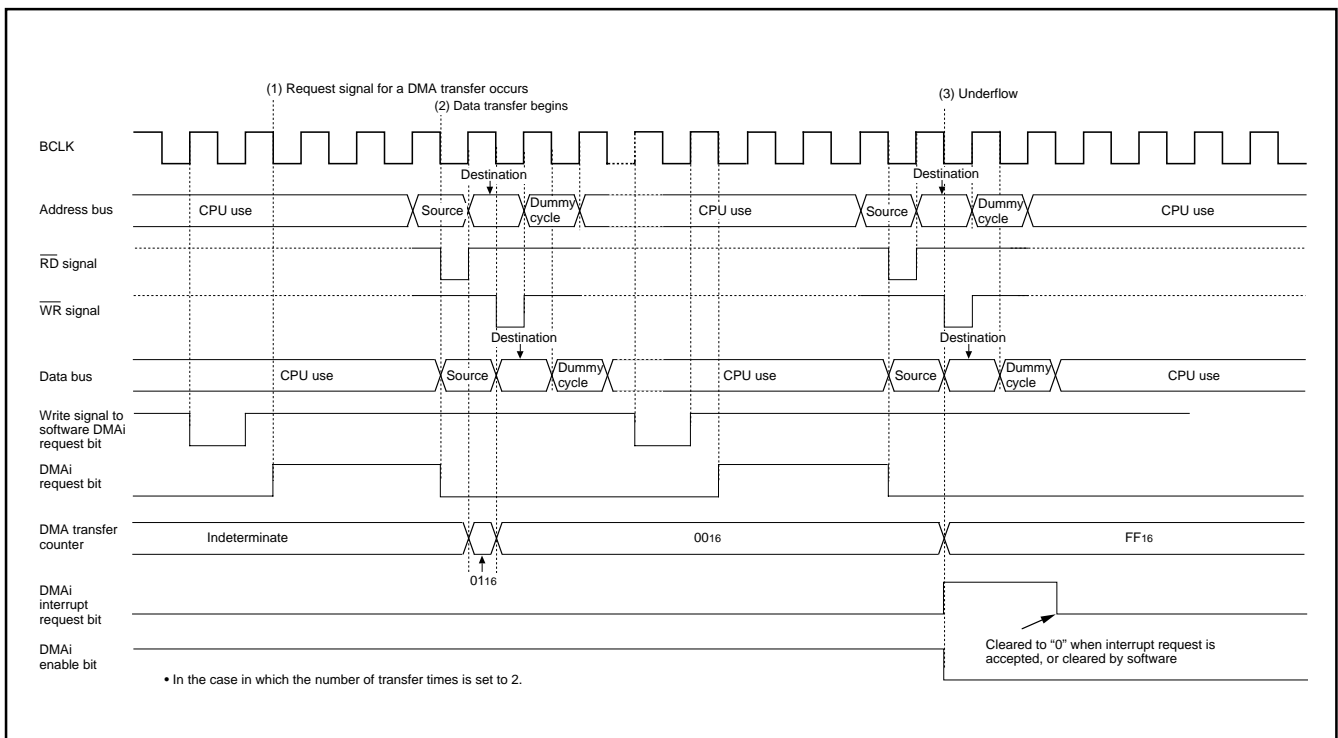 (1) Request signal for a DMA transfer occurs
(2) Data transfer begins
(3) Underflow
BCLK
Destination
Destination
Address bus
CPU use
Source
Dummy
cycle
CPU use
Source
Dummy
cycle
CPU use
RD signal
WR signal
Destination
Destination
Data bus
CPU use
Source
Dummy
cycle
CPU use
Source
Dummy
cycle
CPU use
Write signal to
software DMAi
request bit
DMAi
request bit
DMA transfer
counter
Indeterminate
0116
0016
FF16
DMAi
interrupt
request bit
Cleared to “0” when interrupt request is
accepted, or cleared by software
DMAi
enable bit
• In the case in which the number of transfer times is set to 2.